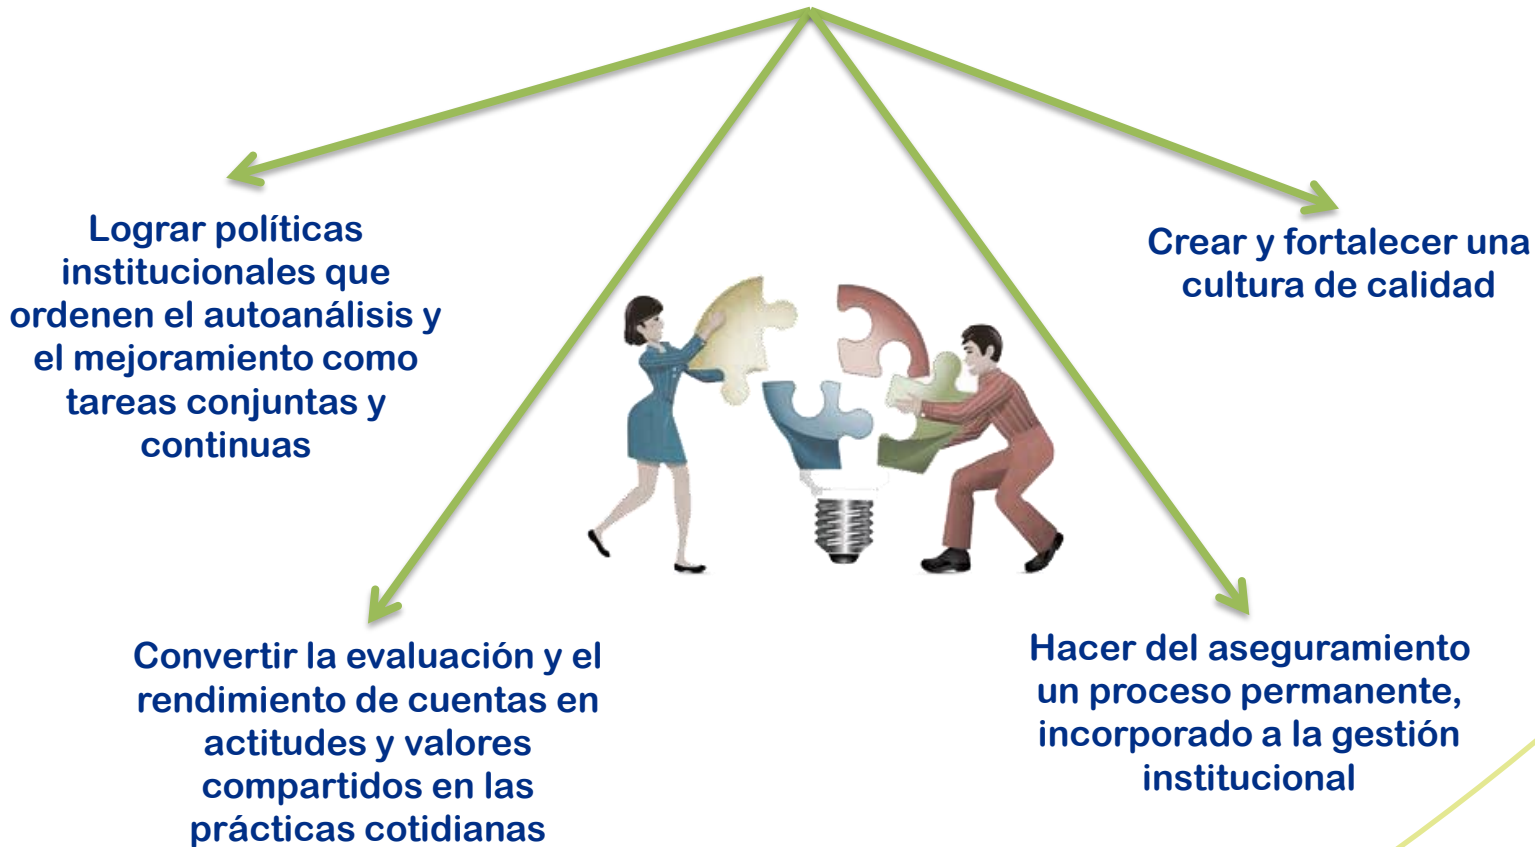 Lograr políticas
institucionales que
ordenen el autoanálisis y
el mejoramiento como
tareas conjuntas y
continuas
Crear y fortalecer una
cultura de calidad
Convertir la evaluación y el
rendimiento de cuentas en
actitudes y valores
compartidos en las
prácticas cotidianas
Hacer del aseguramiento
un proceso permanente,
incorporado a la gestión
institucional